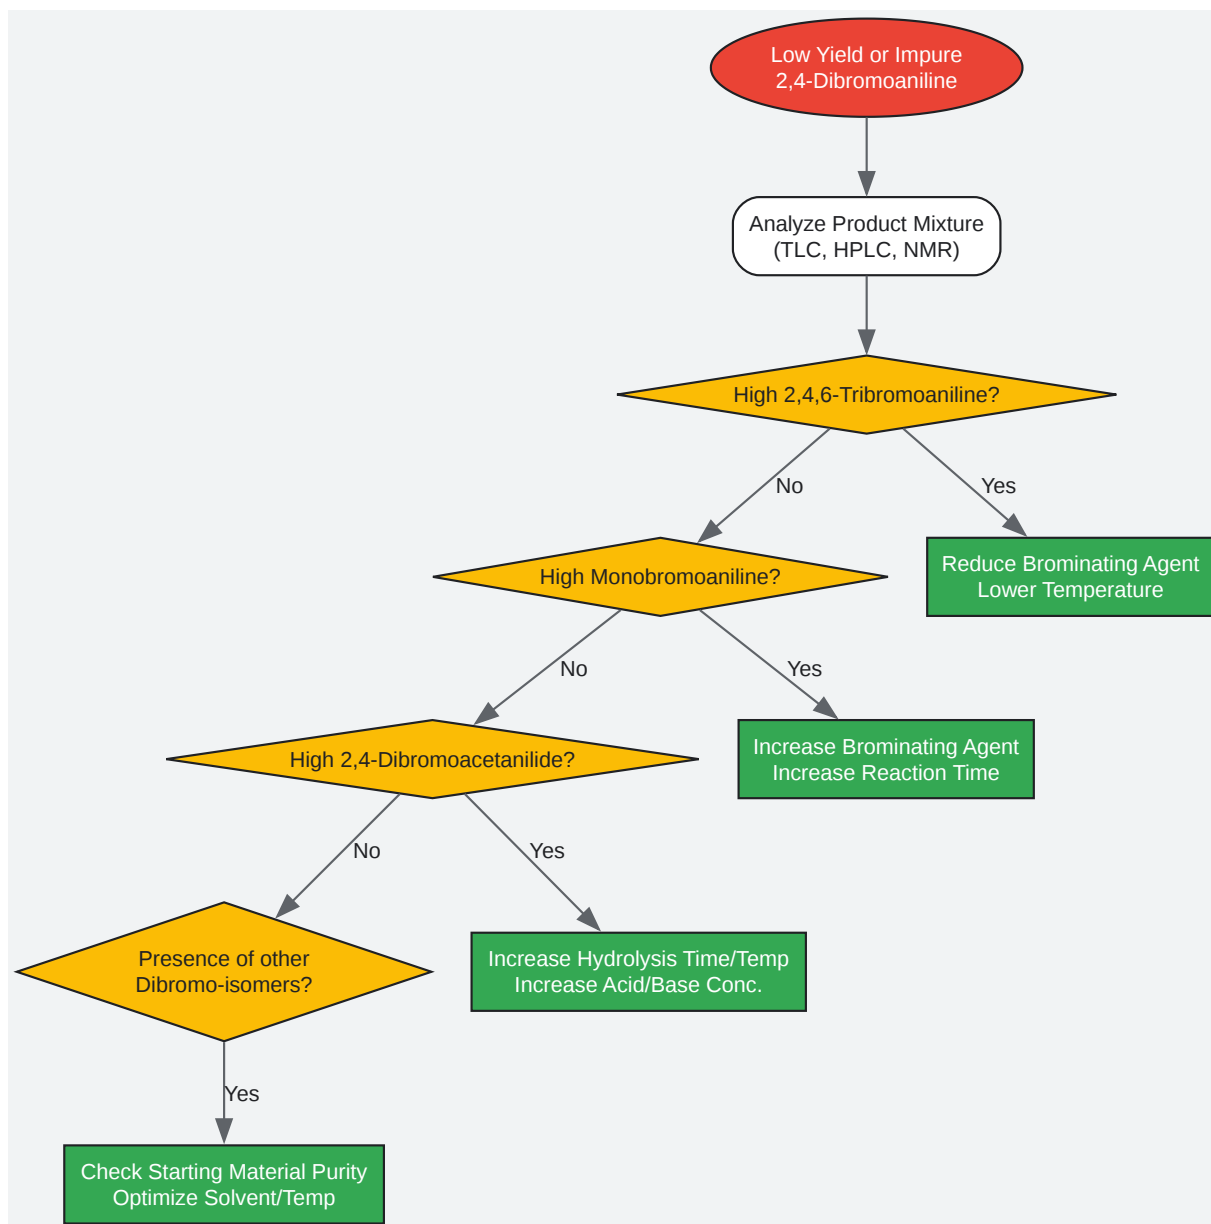 Low Yield or Impure
2,4-Dibromoaniline
Analyze Product Mixture
(TLC, HPLC, NMR)
High 2,4,6-Tribromoaniline?
No
Yes
High Monobromoaniline?
Reduce Brominating Agent
Lower Temperature
No
Yes
High 2,4-Dibromoacetanilide?
Increase Brominating Agent
Increase Reaction Time
No
Yes
Presence of other
Dibromo-isomers?
Increase Hydrolysis Time/Temp
Increase Acid/Base Conc.
Yes
Check Starting Material Purity
Optimize Solvent/Temp